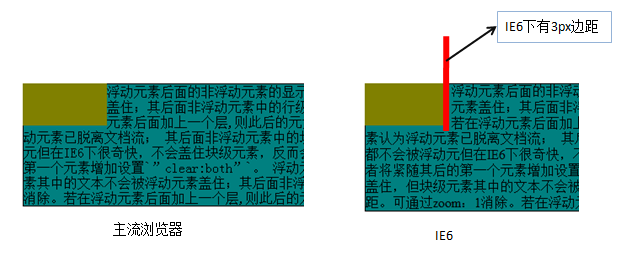 IE6下有3px边距
浮动元素后面的非浮动元素的显示
盖住；其后面非浮动元素中的行级
元素后面加上一个层,则此后的元
动元素已脱离文档流； 其后面非浮动元素中的块
元但在IE6下很奇快，不会盖住块级元素，反而会
第一个元素增加设置“ clear:both”。 浮动元
素其中的文本不会被浮动元素盖住；其后面非浮
消除。若在浮动元素后面加上一个层,则此后的
主流浏览器
浮动元素后面的非浮
元素盖住；其后面非
若在浮动元素后面加上
素认为浮动元素已脱离文档流； 其
都不会被浮动元但在IE6下很奇快，不
者将紧随其后的第一个元素增加设置
盖住，但块级元素其中的文本不会被
距。可通过zoom：1消除。若在浮动
IE6